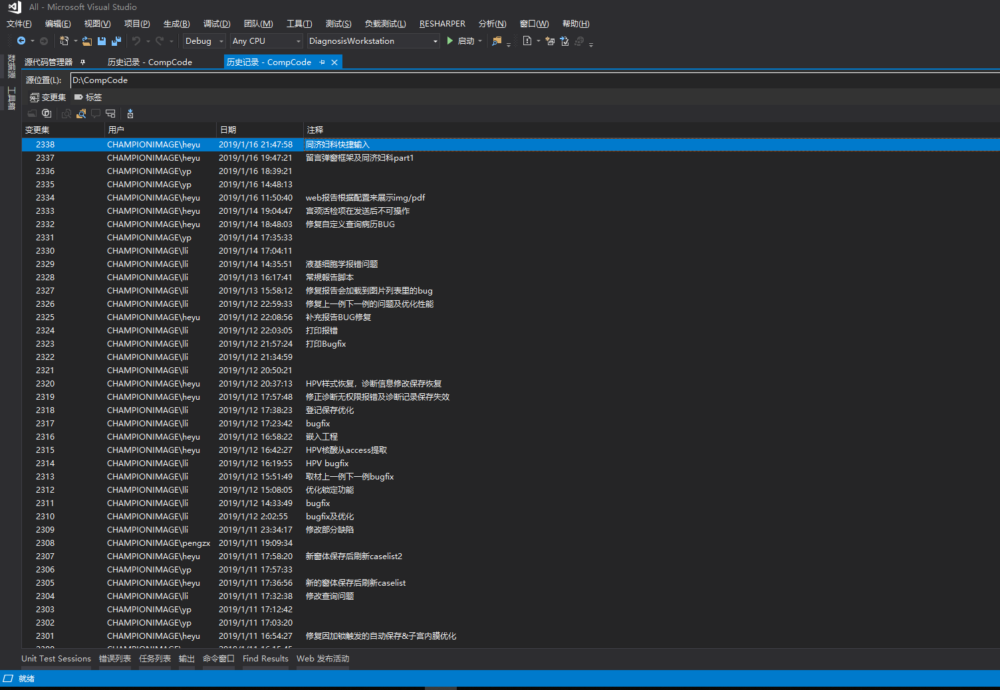 All - Microsoft Visual Studio
文件(F) 编辑(E) 视图(V) 项目(P) 生成(B) 调试(D) 团队(M) 工具(T) 测试(S) 负载测试(L) RESHARPER 分析(N) 窗口(W) 帮助(H)
Debug Any CPU DiagnosisWorkstation 启动
数据源
工具箱
源代码管理器 历史记录 - CompCode 历史记录 - CompCode
源位置(L): D:\CompCode
变更集 标签
变更集 用户 日期 注释
2338 CHAMPIONIMAGE\heyu 2019/1/16 21:47:58 同济妇科快捷输入
2337 CHAMPIONIMAGE\heyu 2019/1/16 19:47:21 留言弹窗框架及同济妇科part1
2336 CHAMPIONIMAGE\yp 2019/1/16 18:39:21
2335 CHAMPIONIMAGE\yp 2019/1/16 14:48:13
2334 CHAMPIONIMAGE\heyu 2019/1/16 11:50:40 web报告根据配置来展示img/pdf
2333 CHAMPIONIMAGE\heyu 2019/1/14 19:04:47 宫颈活检项在发送后不可操作
2332 CHAMPIONIMAGE\heyu 2019/1/14 18:48:03 修复自定义查询病历BUG
2331 CHAMPIONIMAGE\yp 2019/1/14 17:35:33
2330 CHAMPIONIMAGE\lli 2019/1/14 17:04:11
2329 CHAMPIONIMAGE\lli 2019/1/14 14:35:51 液基细胞学报错问题
2328 CHAMPIONIMAGE\lli 2019/1/13 16:17:41 常規報告脚本
2327 CHAMPIONIMAGE\lli 2019/1/13 15:58:12 修复报告会加载到图片列表里的bug
2326 CHAMPIONIMAGE\lli 2019/1/12 22:59:33 修复上一例下一例的问题及优化性能
2325 CHAMPIONIMAGE\heyu 2019/1/12 22:08:56 补充报告BUG修复
2324 CHAMPIONIMAGE\lli 2019/1/12 22:03:05 打印报错
2323 CHAMPIONIMAGE\lli 2019/1/12 21:57:24 打印Bugfix
2322 CHAMPIONIMAGE\lli 2019/1/12 21:34:59
2321 CHAMPIONIMAGE\lli 2019/1/12 20:50:21
2320 CHAMPIONIMAGE\heyu 2019/1/12 20:37:13 HPV样式恢复，诊断信息修改保存恢复
2319 CHAMPIONIMAGE\heyu 2019/1/12 17:57:48 修正诊断无权限报错及诊断记录保存失效
2318 CHAMPIONIMAGE\lli 2019/1/12 17:38:23 登记保存优化
2317 CHAMPIONIMAGE\lli 2019/1/12 17:23:42 bugfix
2316 CHAMPIONIMAGE\heyu 2019/1/12 16:58:22 嵌入工程
2315 CHAMPIONIMAGE\heyu 2019/1/12 16:42:27 HPV核酸从access提取
2314 CHAMPIONIMAGE\lli 2019/1/12 16:19:55 HPV bugfix
2313 CHAMPIONIMAGE\lli 2019/1/12 15:51:49 取材上一例下一例bugfix
2312 CHAMPIONIMAGE\lli 2019/1/12 15:08:05 优化锁定功能
2311 CHAMPIONIMAGE\lli 2019/1/12 14:33:49 bugfix
2310 CHAMPIONIMAGE\lli 2019/1/12 2:02:55 bugfix及优化
2309 CHAMPIONIMAGE\lli 2019/1/11 23:34:17 修改部分缺陷
2308 CHAMPIONIMAGE\pengzx 2019/1/11 19:09:34
2307 CHAMPIONIMAGE\heyu 2019/1/11 17:58:20 新窗体保存后刷新caselist2
2306 CHAMPIONIMAGE\yp 2019/1/11 17:57:33
2305 CHAMPIONIMAGE\heyu 2019/1/11 17:36:56 新的窗体保存后刷新caselist
2304 CHAMPIONIMAGE\lli 2019/1/11 17:32:38 修改查询问题
2303 CHAMPIONIMAGE\yp 2019/1/11 17:12:42
2302 CHAMPIONIMAGE\yp 2019/1/11 17:03:20
2301 CHAMPIONIMAGE\heyu 2019/1/11 16:54:27 修复因加锁触发的自动保存&子宫内膜优化
Unit Test Sessions 错误列表 任务列表 输出 命令窗口 Find Results Web 发布活动
就绪